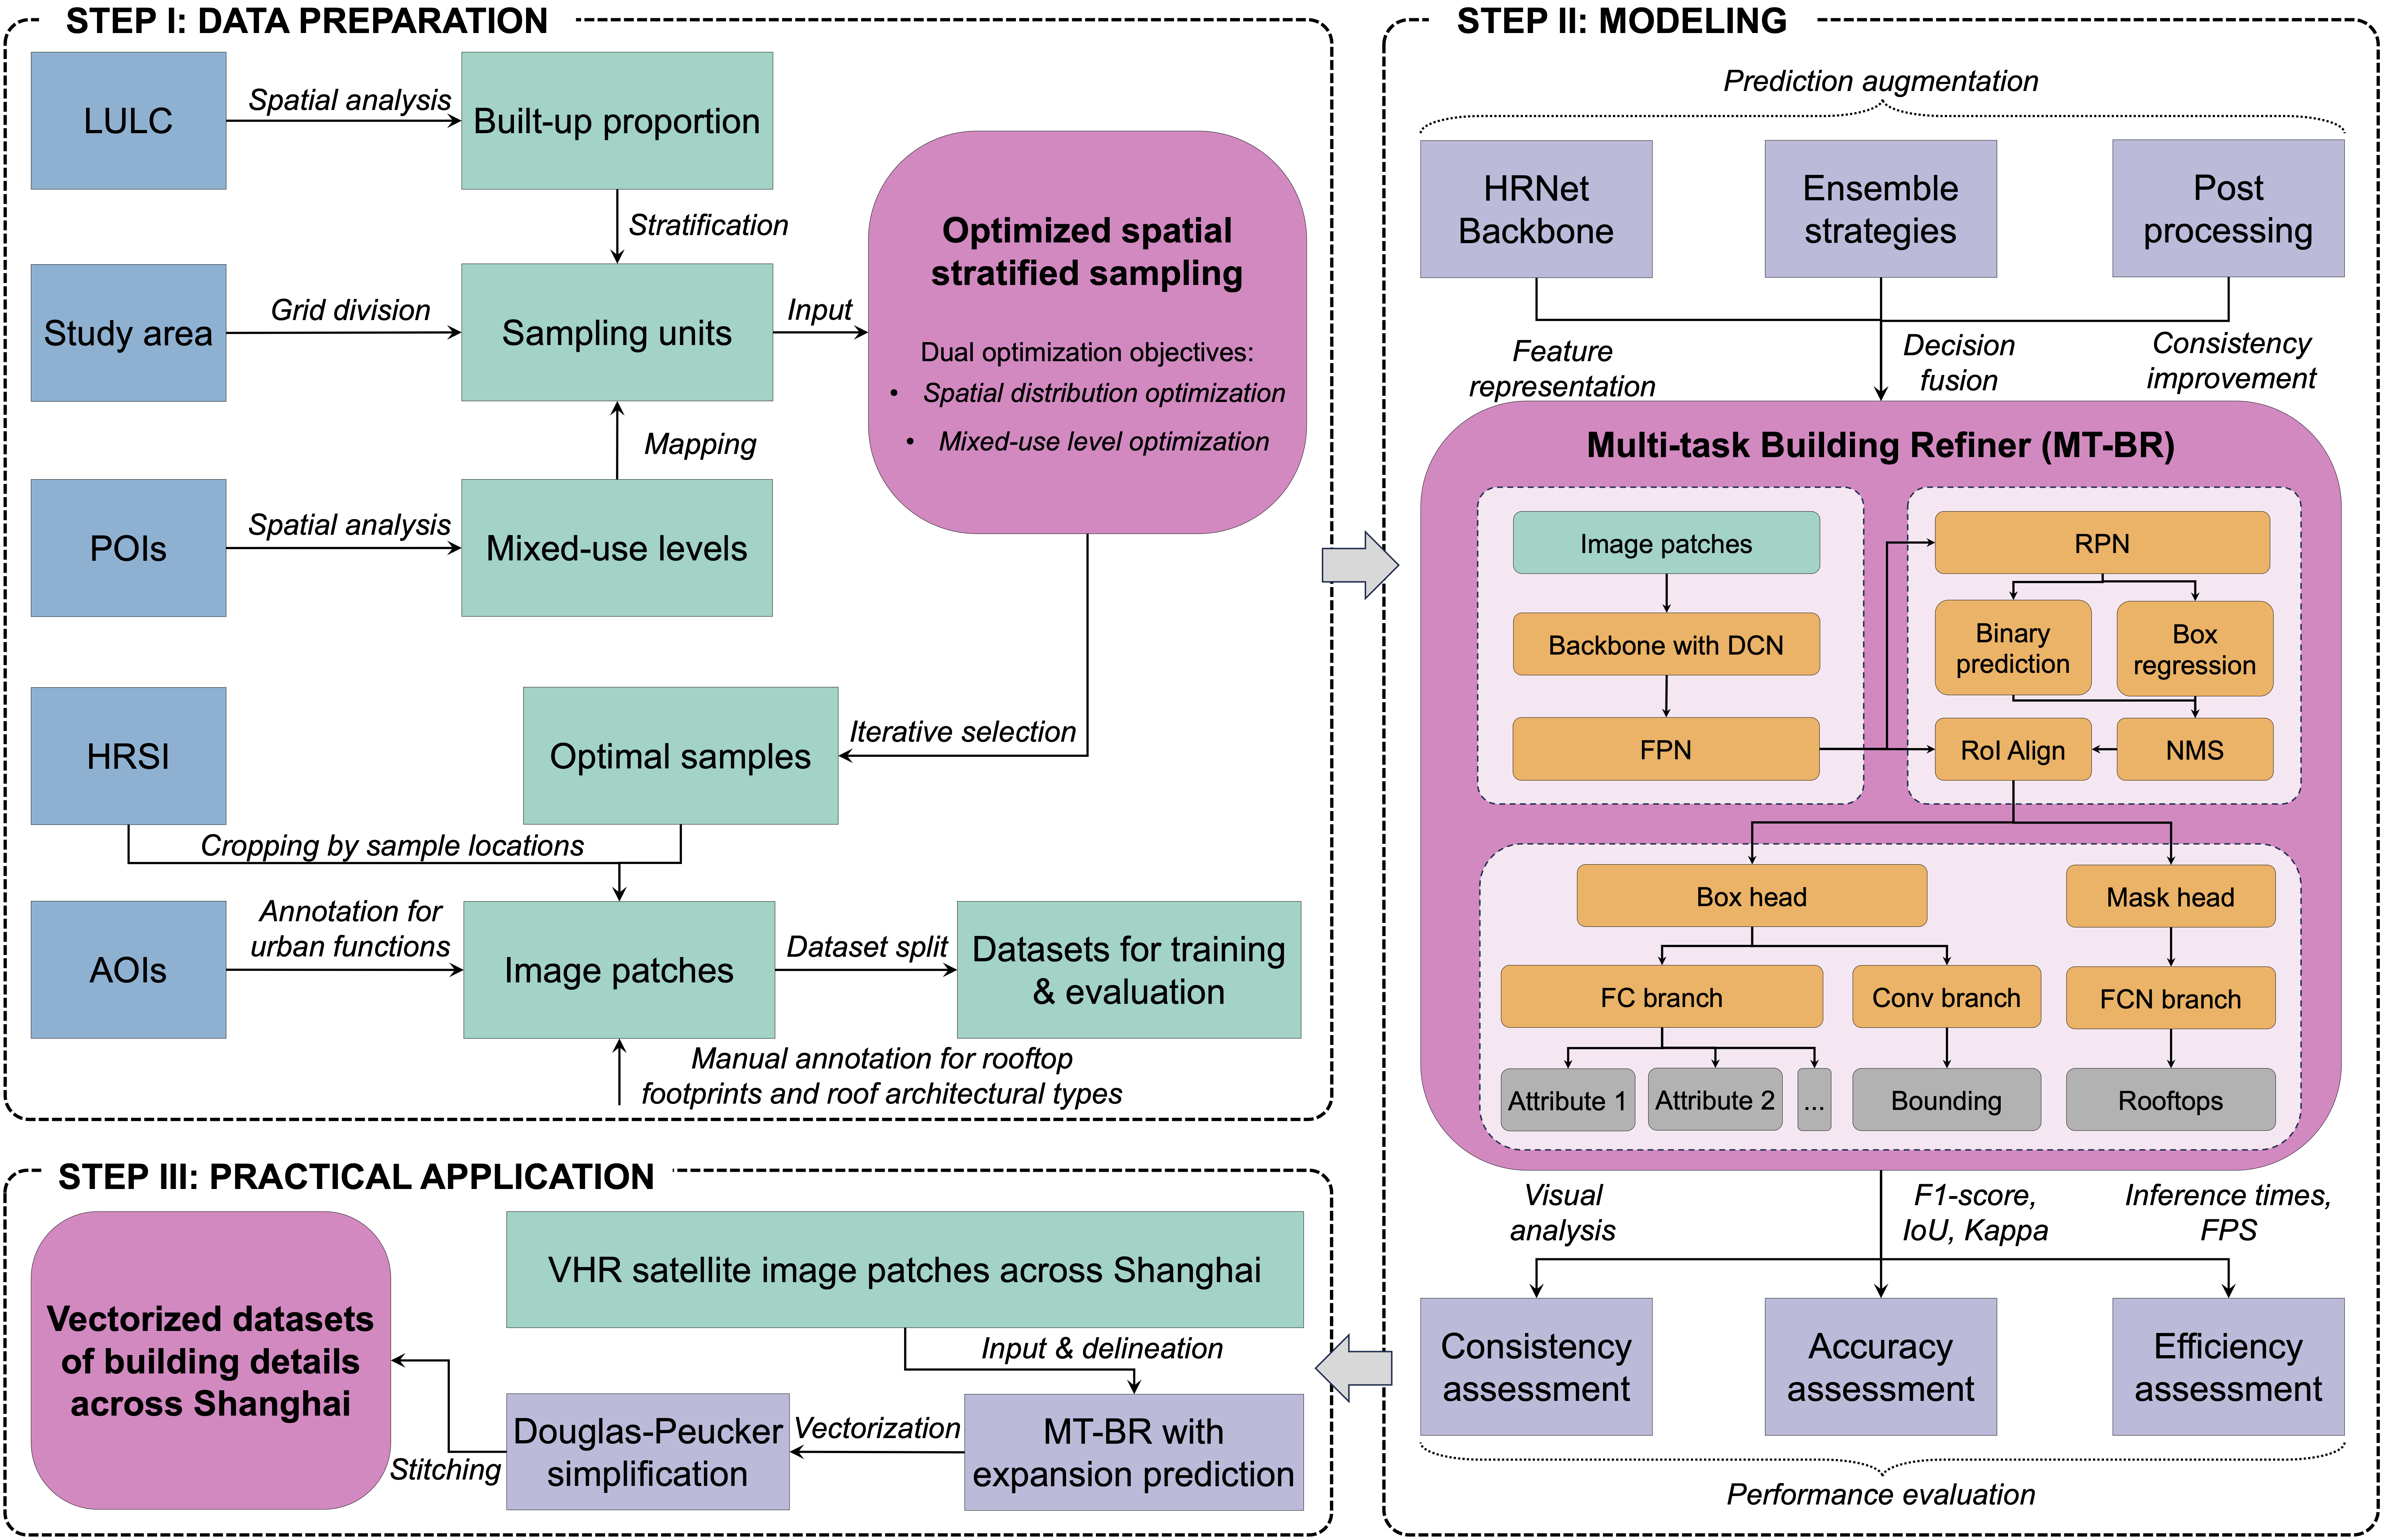 STEP I: DATA PREPARATION
LULC
Spatial analysis
Built-up proportion
Stratification
Study area
Grid division
Sampling units
Input
Mapping
POIs
Spatial analysis
Mixed-use levels
Optimized spatial
stratified sampling
Dual optimization objectives:
• Spatial distribution optimization
• Mixed-use level optimization
HRSI
Optimal samples
Iterative selection
Cropping by sample locations
AOIs
Annotation for
urban functions
Image patches
Dataset split
Datasets for training
& evaluation
Manual annotation for rooftop
footprints and roof architectural types
STEP II: MODELING
Prediction augmentation
HRNet
Backbone
Ensemble
strategies
Post
processing
Feature
representation
Decision
fusion
Consistency
improvement
Multi-task Building Refiner (MT-BR)
Image patches
Backbone with DCN
FPN
RPN
Binary
prediction
Box
regression
RoI Align
NMS
Box head
Mask head
FC branch
Conv branch
FCN branch
Attribute 1
Attribute 2
...
Bounding
Rooftops
Visual
analysis
F1-score,
IoU, Kappa
Inference times,
FPS
Consistency
assessment
Accuracy
assessment
Efficiency
assessment
Performance evaluation
STEP III: PRACTICAL APPLICATION
VHR satellite image patches across Shanghai
Input & delineation
MT-BR with
expansion prediction
Vectorization
Douglas-Peucker
simplification
Stitching
Vectorized datasets
of building details
across Shanghai